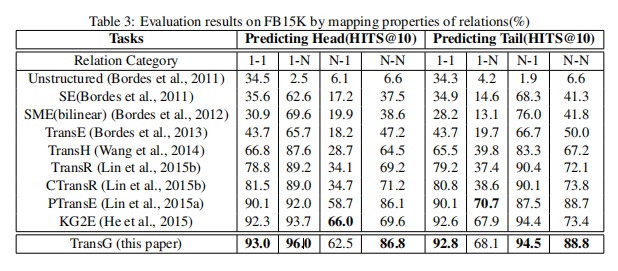 Table 3: Evaluation results on FB15K by mapping properties of relations(%)
Tasks Predicting Head(HITS@10) Predicting Tail(HITS@10)
Relation Category 1-1 1-N N-1 N-N 1-1 1-N N-1 N-N
Unstructured (Bordes et al., 2011) 34.5 2.5 6.1 6.6 34.3 4.2 1.9 6.6
SE(Bordes et al., 2011) 35.6 62.6 17.2 37.5 34.9 14.6 68.3 41.3
SME(bilinear) (Bordes et al., 2012) 30.9 69.6 19.9 38.6 28.2 13.1 76.0 41.8
TransE (Bordes et al., 2013) 43.7 65.7 18.2 47.2 43.7 19.7 66.7 50.0
TransH (Wang et al., 2014) 66.8 87.6 28.7 64.5 65.5 39.8 83.3 67.2
TransR (Lin et al., 2015b) 78.8 89.2 34.1 69.2 79.2 37.4 90.4 72.1
CTransR (Lin et al., 2015b) 81.5 89.0 34.7 71.2 80.8 38.6 90.1 73.8
PTransE (Lin et al., 2015a) 90.1 92.0 58.7 86.1 90.1 70.7 87.5 88.7
KG2E (He et al., 2015) 92.3 93.7 66.0 69.6 92.6 67.9 94.4 73.4
TransG (this paper) 93.0 96.0 62.5 86.8 92.8 68.1 94.5 88.8